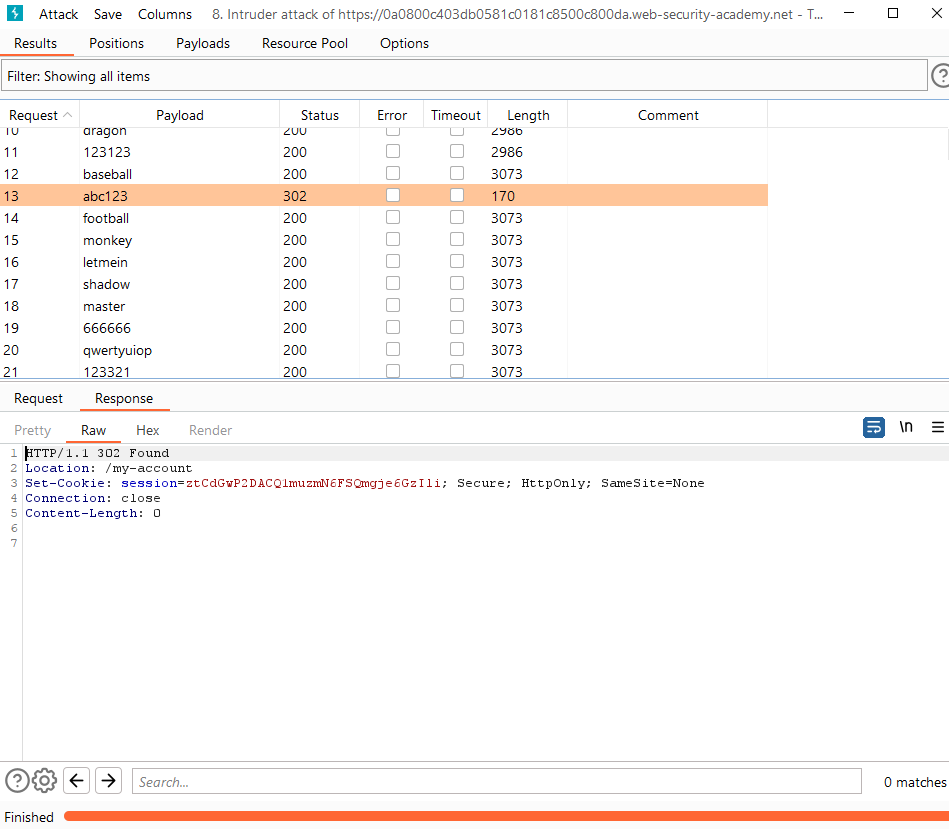 Attack Save Columns 8. Intruder attack of https://0a0800c403db0581c0181c8500c800da.web-security-academy.net - T...
Results Positions Payloads Resource Pool Options
Filter: Showing all items
?
Request Payload Status Error Timeout Length Comment
10 dragon 200 2986
11 123123 200 2986
12 baseball 200 3073
13 abc123 302 170
14 football 200 3073
15 monkey 200 3073
16 letmein 200 3073
17 shadow 200 3073
18 master 200 3073
19 666666 200 3073
20 qwertyuiop 200 3073
21 123321 200 3073
Request Response
Pretty Raw Hex Render \n
1 HTTP/1.1 302 Found
2 Location: /my-account
3 Set-Cookie: session=ztCdGwP2DACQ1muzmN6FSQmgje6GzIli; Secure; HttpOnly; SameSite=None
4 Connection: close
5 Content-Length: 0
6
7
? Search... 0 matches
Finished